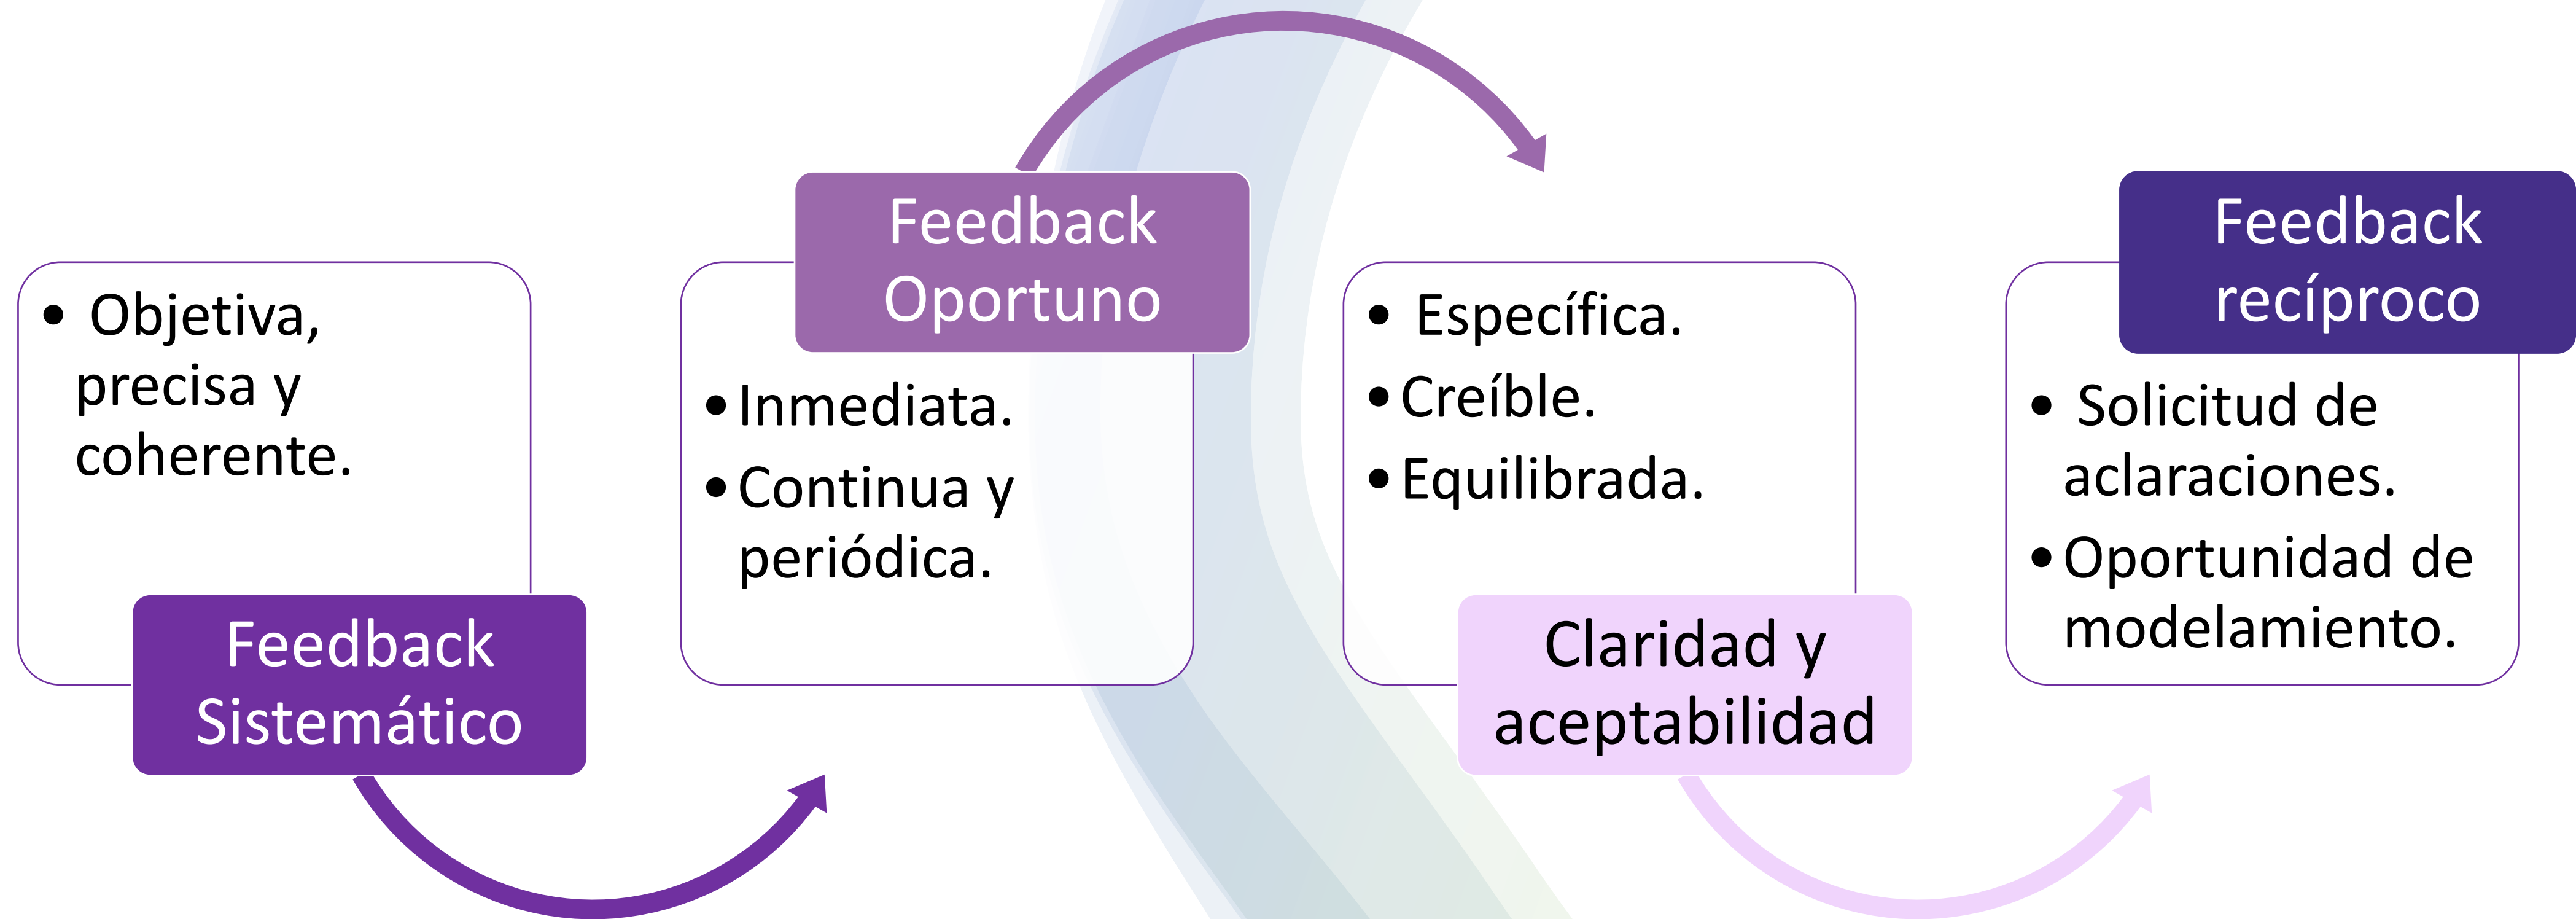 • Objetiva,
precisa y
coherente.
Feedback
Sistemático
Feedback
Oportuno
• Inmediata.
• Continua y
periódica.
• Específica.
• Creíble.
• Equilibrada.
Claridad y
aceptabilidad
Feedback
recíproco
• Solicitud de
aclaraciones.
• Oportunidad de
modelamiento.